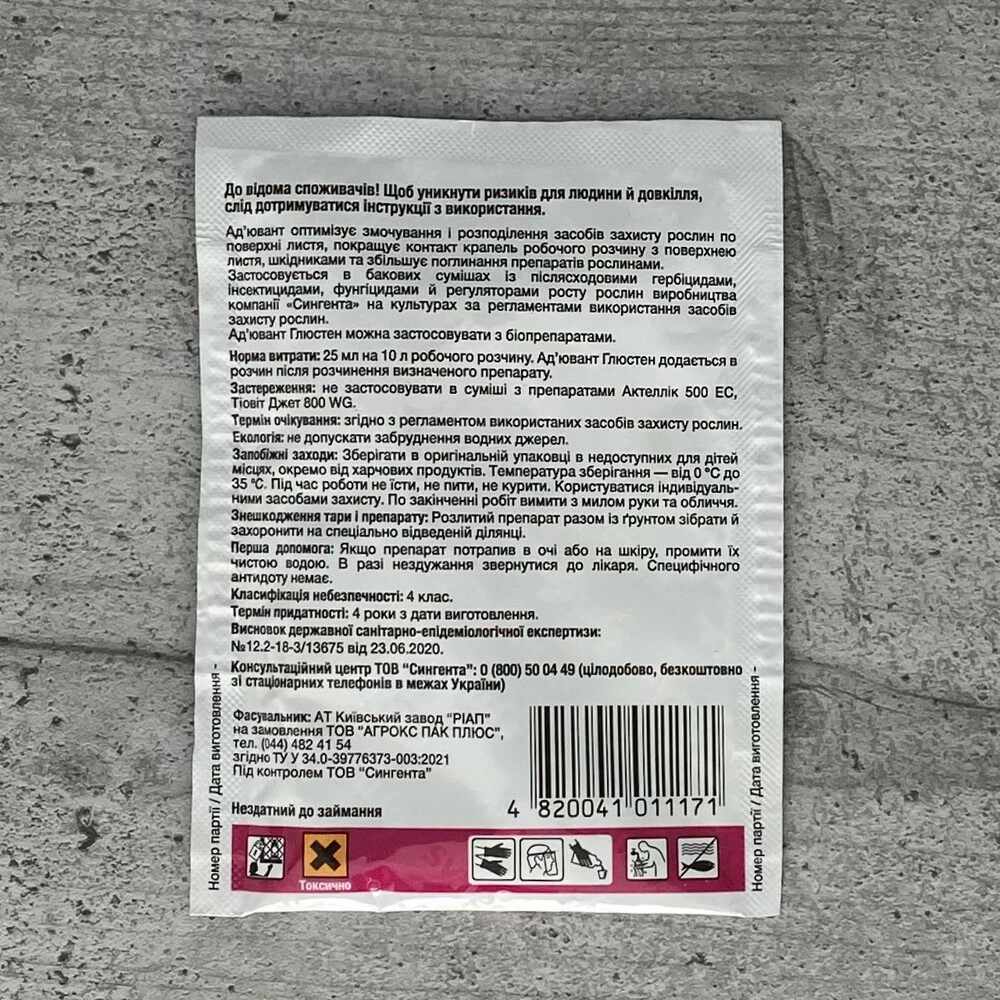 До відома споживачів! Щоб уникнути ризиків для людини й довкілля,
слід дотримуватися інструкції з використання.
Ад'ювант оптимізує змочування і розподілення засобів захисту рослин по
поверхні листя, покращує контакт крапель робочого розчину з поверхнею
листя, шкідниками та збільшує поглинання препаратів рослинами.
Застосовується в бакових сумішах із післясходовими гербіцидами,
інсектицидами, фунгіцидами й регуляторами росту рослин виробництва
компанії «Сингента» на культурах за регламентами використання засобів
захисту рослин.
Ад'ювант Глюстен можна застосовувати з біопрепаратами.
Норма витрати: 25 мл на 10 л робочого розчину. Ад'ювант Глюстен додається в
розчин після розчинення визначеного препарату.
Застереження: не застосовувати в суміші з препаратами Актеллік 500 ЕС,
Тіовіт Джет 800 WG.
Термін очікування: згідно з регламентом використаних засобів захисту рослин.
Екологія: не допускати забруднення водних джерел.
Запобіжні заходи: Зберігати в оригінальній упаковці в недоступних для дітей
місцях, окремо від харчових продуктів. Температура зберігання — від 0 °С до
35 °С. Під час роботи не їсти, не пити, не курити. Користуватися індивідуаль-
ними засобами захисту. По закінченні робіт вимити з милом руки та обличчя.
Знешкодження тари і препарату: Розлитий препарат разом із ґрунтом зібрати й
захоронити на спеціально відведеній ділянці.
Перша допомога: Якщо препарат потрапив в очі або на шкіру, промити їх
чистою водою. В разі нездужання звернутися до лікаря. Специфічного
антидоту немає.
Класифікація небезпечності: 4 клас.
Термін придатності: 4 роки з дати виготовлення.
Висновок державної санітарно-епідеміологічної експертизи:
№12.2-18-3/13675 від 23.06.2020.
Консультаційний центр ТОВ "Сингента": 0 (800) 50 04 49 (цілодобово, безкоштовно
зі стаціонарних телефонів в межах України)
Фасувальник: АТ Київський завод "РІАП"
на замовлення ТОВ "АГРОКС ПАК ПЛЮС",
тел. (044) 482 41 54
згідно ТУ У 34.0-39776373-003:2021
Під контролем ТОВ "Сингента"
Нездатний до займання
4 820041 011171
Токсично
Номер партії / Дата виготовлення -
Номер партії / Дата виготовлення -